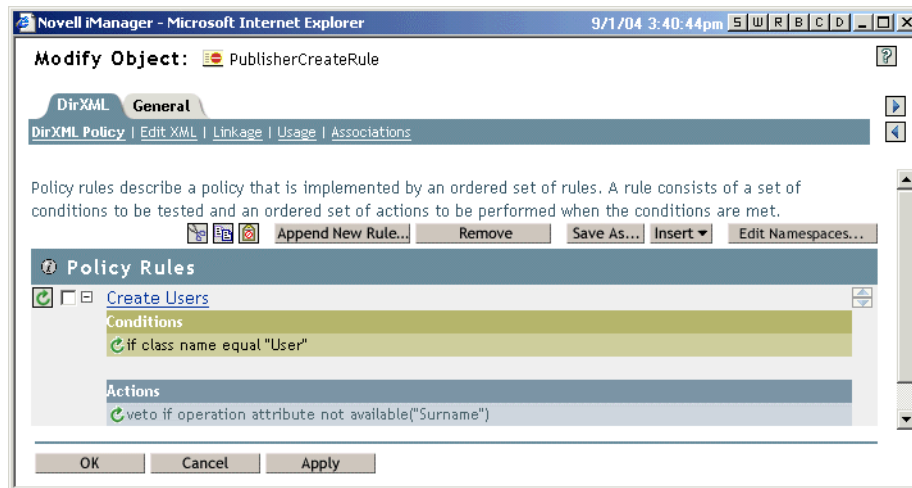 Novell iManager - Microsoft Internet Explorer 9/1/04 3:40:44pm S W R B C D
Modify Object: PublisherCreateRule ?
DirXML General
DirXML Policy | Edit XML | Linkage | Usage | Associations
Policy rules describe a policy that is implemented by an ordered set of rules. A rule consists of a set of
conditions to be tested and an ordered set of actions to be performed when the conditions are met.
Append New Rule... Remove Save As... Insert Edit Namespaces...
Policy Rules
Create Users
Conditions
if class name equal "User"
Actions
veto if operation attribute not available("Surname")
OK Cancel Apply